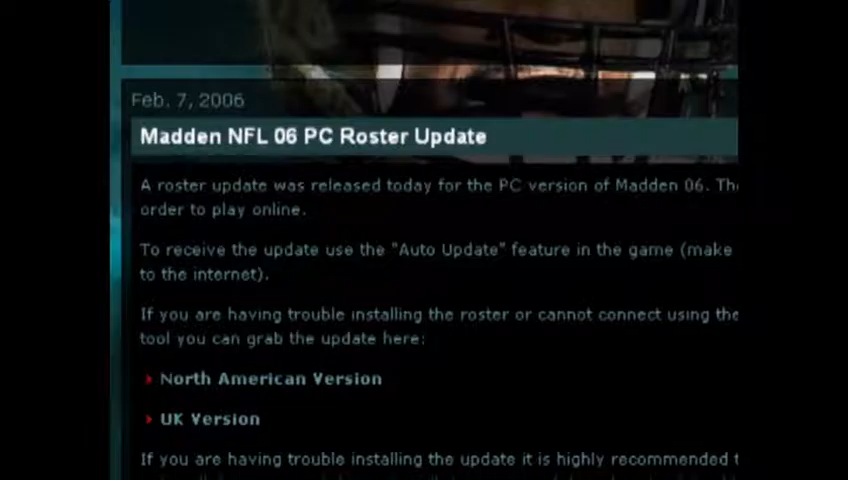 Feb. 7, 2006
Madden NFL 06 PC Roster Update
A roster update was released today for the PC version of Madden 06.
order to play online.
To receive the update use the "Auto Update" feature in the game (make
to the internet).
If you are having trouble installing the roster or cannot connect using the
tool you can grab the update here:
North American Version
UK Version
If you are having trouble installing the update it is highly recommended